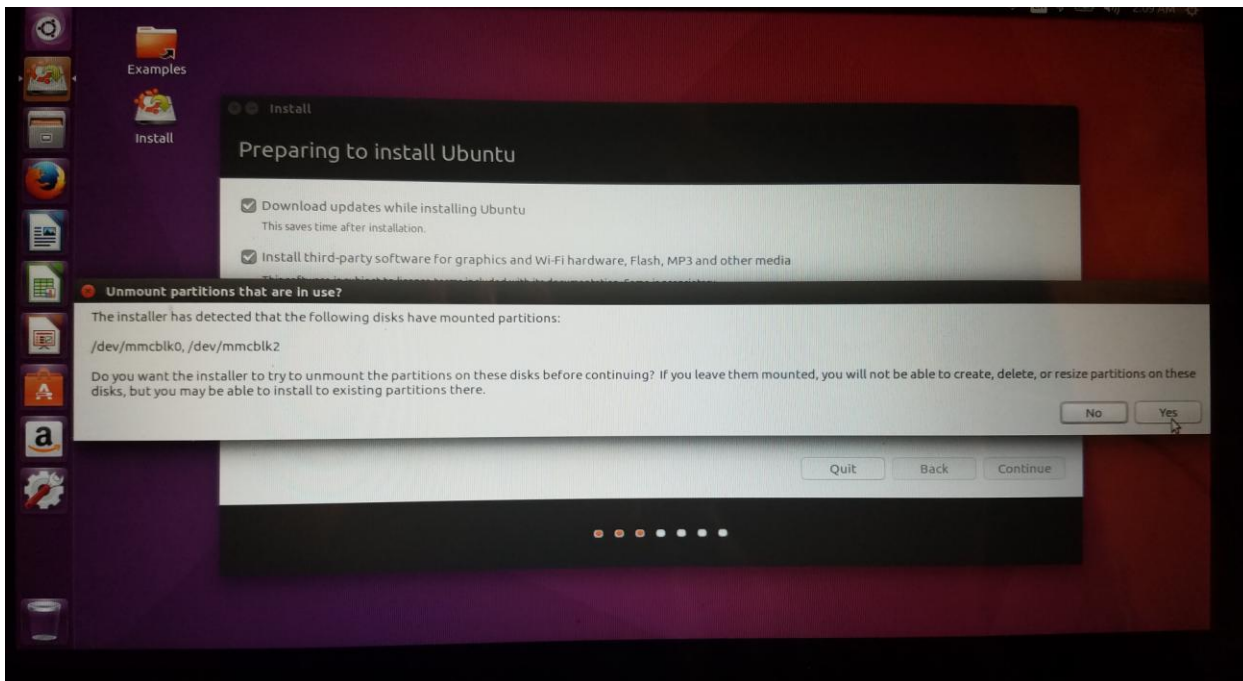 2:09 AM
Examples
Install
Install
Preparing to install Ubuntu
Download updates while installing Ubuntu
This saves time after installation.
Install third-party software for graphics and Wi-Fi hardware, Flash, MP3 and other media
Unmount partitions that are in use?
The installer has detected that the following disks have mounted partitions:
/dev/mmcblk0, /dev/mmcblk2
Do you want the installer to try to unmount the partitions on these disks before continuing? If you leave them mounted, you will not be able to create, delete, or resize partitions on these
disks, but you may be able to install to existing partitions there.
No Yes
Quit Back Continue
A
a